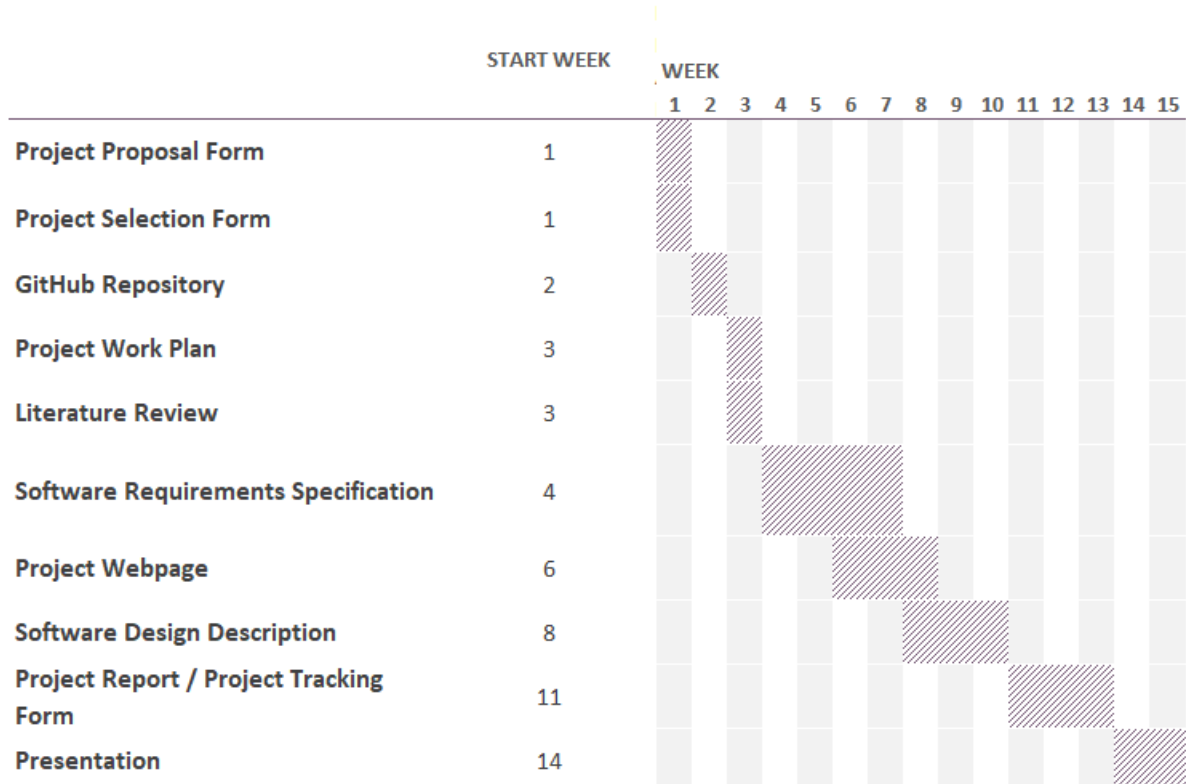 START WEEK
WEEK
1 2 3 4 5 6 7 8 9 10 11 12 13 14 15
Project Proposal Form 1
Project Selection Form 1
GitHub Repository 2
Project Work Plan 3
Literature Review 3
Software Requirements Specification 4
Project Webpage 6
Software Design Description 8
Project Report / Project Tracking
Form 11
Presentation 14